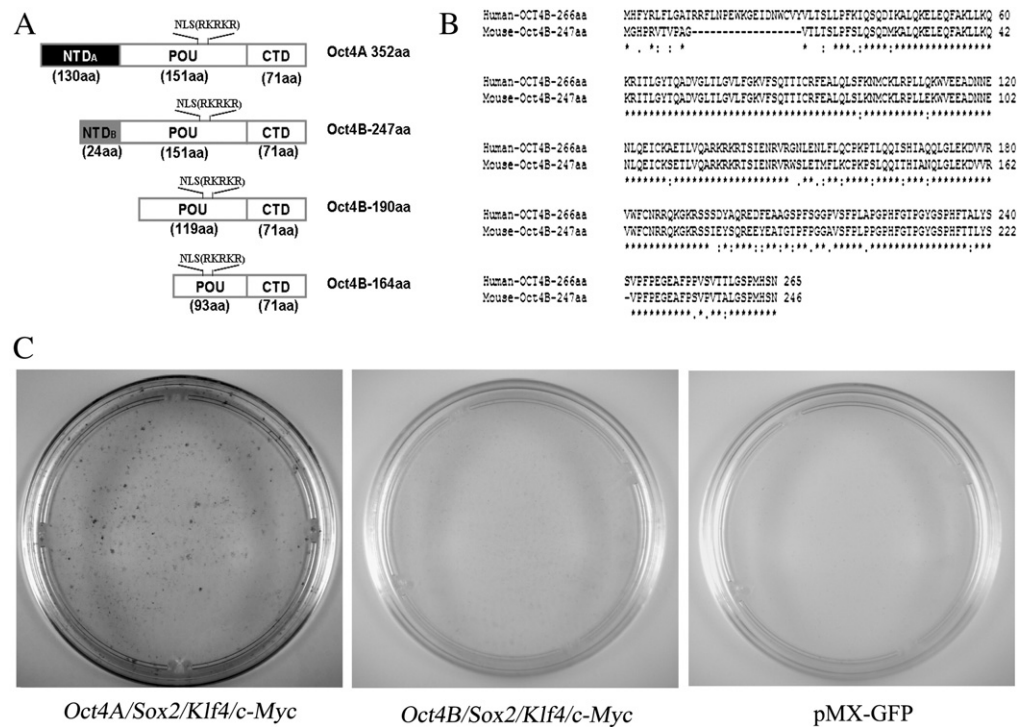 A
NLS(RKRKR)
NTDA POU CTD Oct4A 352aa
(130aa) (151aa) (71aa)
NLS(RKRKR)
NTDB POU CTD Oct4B-247aa
(24aa) (151aa) (71aa)
NLS(RKRKR)
POU CTD Oct4B-190aa
(119aa) (71aa)
NLS(RKRKR)
POU CTD Oct4B-164aa
(93aa) (71aa)
B
Human-OCT4B-266aa MHFYRLFLGATRRFLNPEWKGEIDNWCVYVLTSLLPFKIQSQDIKALQKELEQFAKLLKQ 60
Mouse-Oct4B-247aa MGHPRVTVPAG-------------------VILTSLPSFLQSQDMKALQKELEQFAKLLKQ 42
Human-OCT4B-266aa KRITLGYTQADVGLTLGVLFGKVFSQTTICRFEALQLSFKNMCKLRPLLQKWVEEADNNE 120
Mouse-Oct4B-247aa KRITLGYTQADVGLTLGVLFGKVFSQTTICRFEALQLSLKNMCKLRPLLEKWVEEADNNE 102
Human-OCT4B-266aa NLQEICKAETLVQARKRKRTSIENRVRGNLENLFLQCPKPTLQQISHIAQQLGLEKDVVR 180
Mouse-Oct4B-247aa NLQEICKSETLVQARKRKRTSIENRVRWSLETMFLKCPKPSLQQITHIANQLGLEKDVVR 162
Human-OCT4B-266aa VWFCNRRQKGKRSSSDYAQREDFEAAGSPFSGGPVSFPLAPGPHFGTPGYGSPHFTALYS 240
Mouse-Oct4B-247aa VWFCNRRQKGKRSSIEYSQREEYEATGTPFPGGAVSFPLPPGPHFGTPGYGSPHFTTLYS 222
Human-OCT4B-266aa SVPFPEGEAFPPVSVTTLGSPMHSN 265
Mouse-Oct4B-247aa -VPFPEGEAFPSVPVTALGSPMHSN 246
C
Oct4A/Sox2/Klf4/c-Myc Oct4B/Sox2/Klf4/c-Myc pMX-GFP